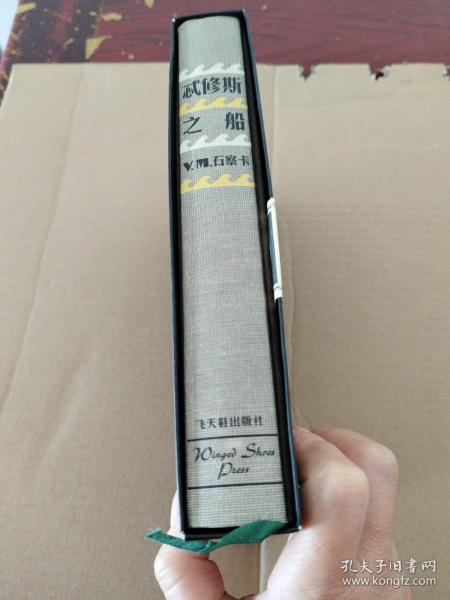 忒修斯
之船
V.M.石察卡
飞天鞋出版社
Winged Shoes
Press
孔夫子旧书网
www.kongfz.com